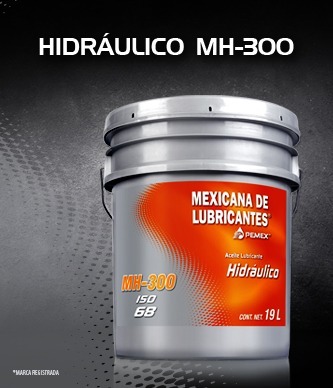 HIDRÁULICO MH-300
MEXICANA DE
LUBRICANTES®
PEMEX®
Aceite Lubricante
Hidráulico
MH-300
ISO
68
CONT. NET. 19 L
*MARCA REGISTRADA